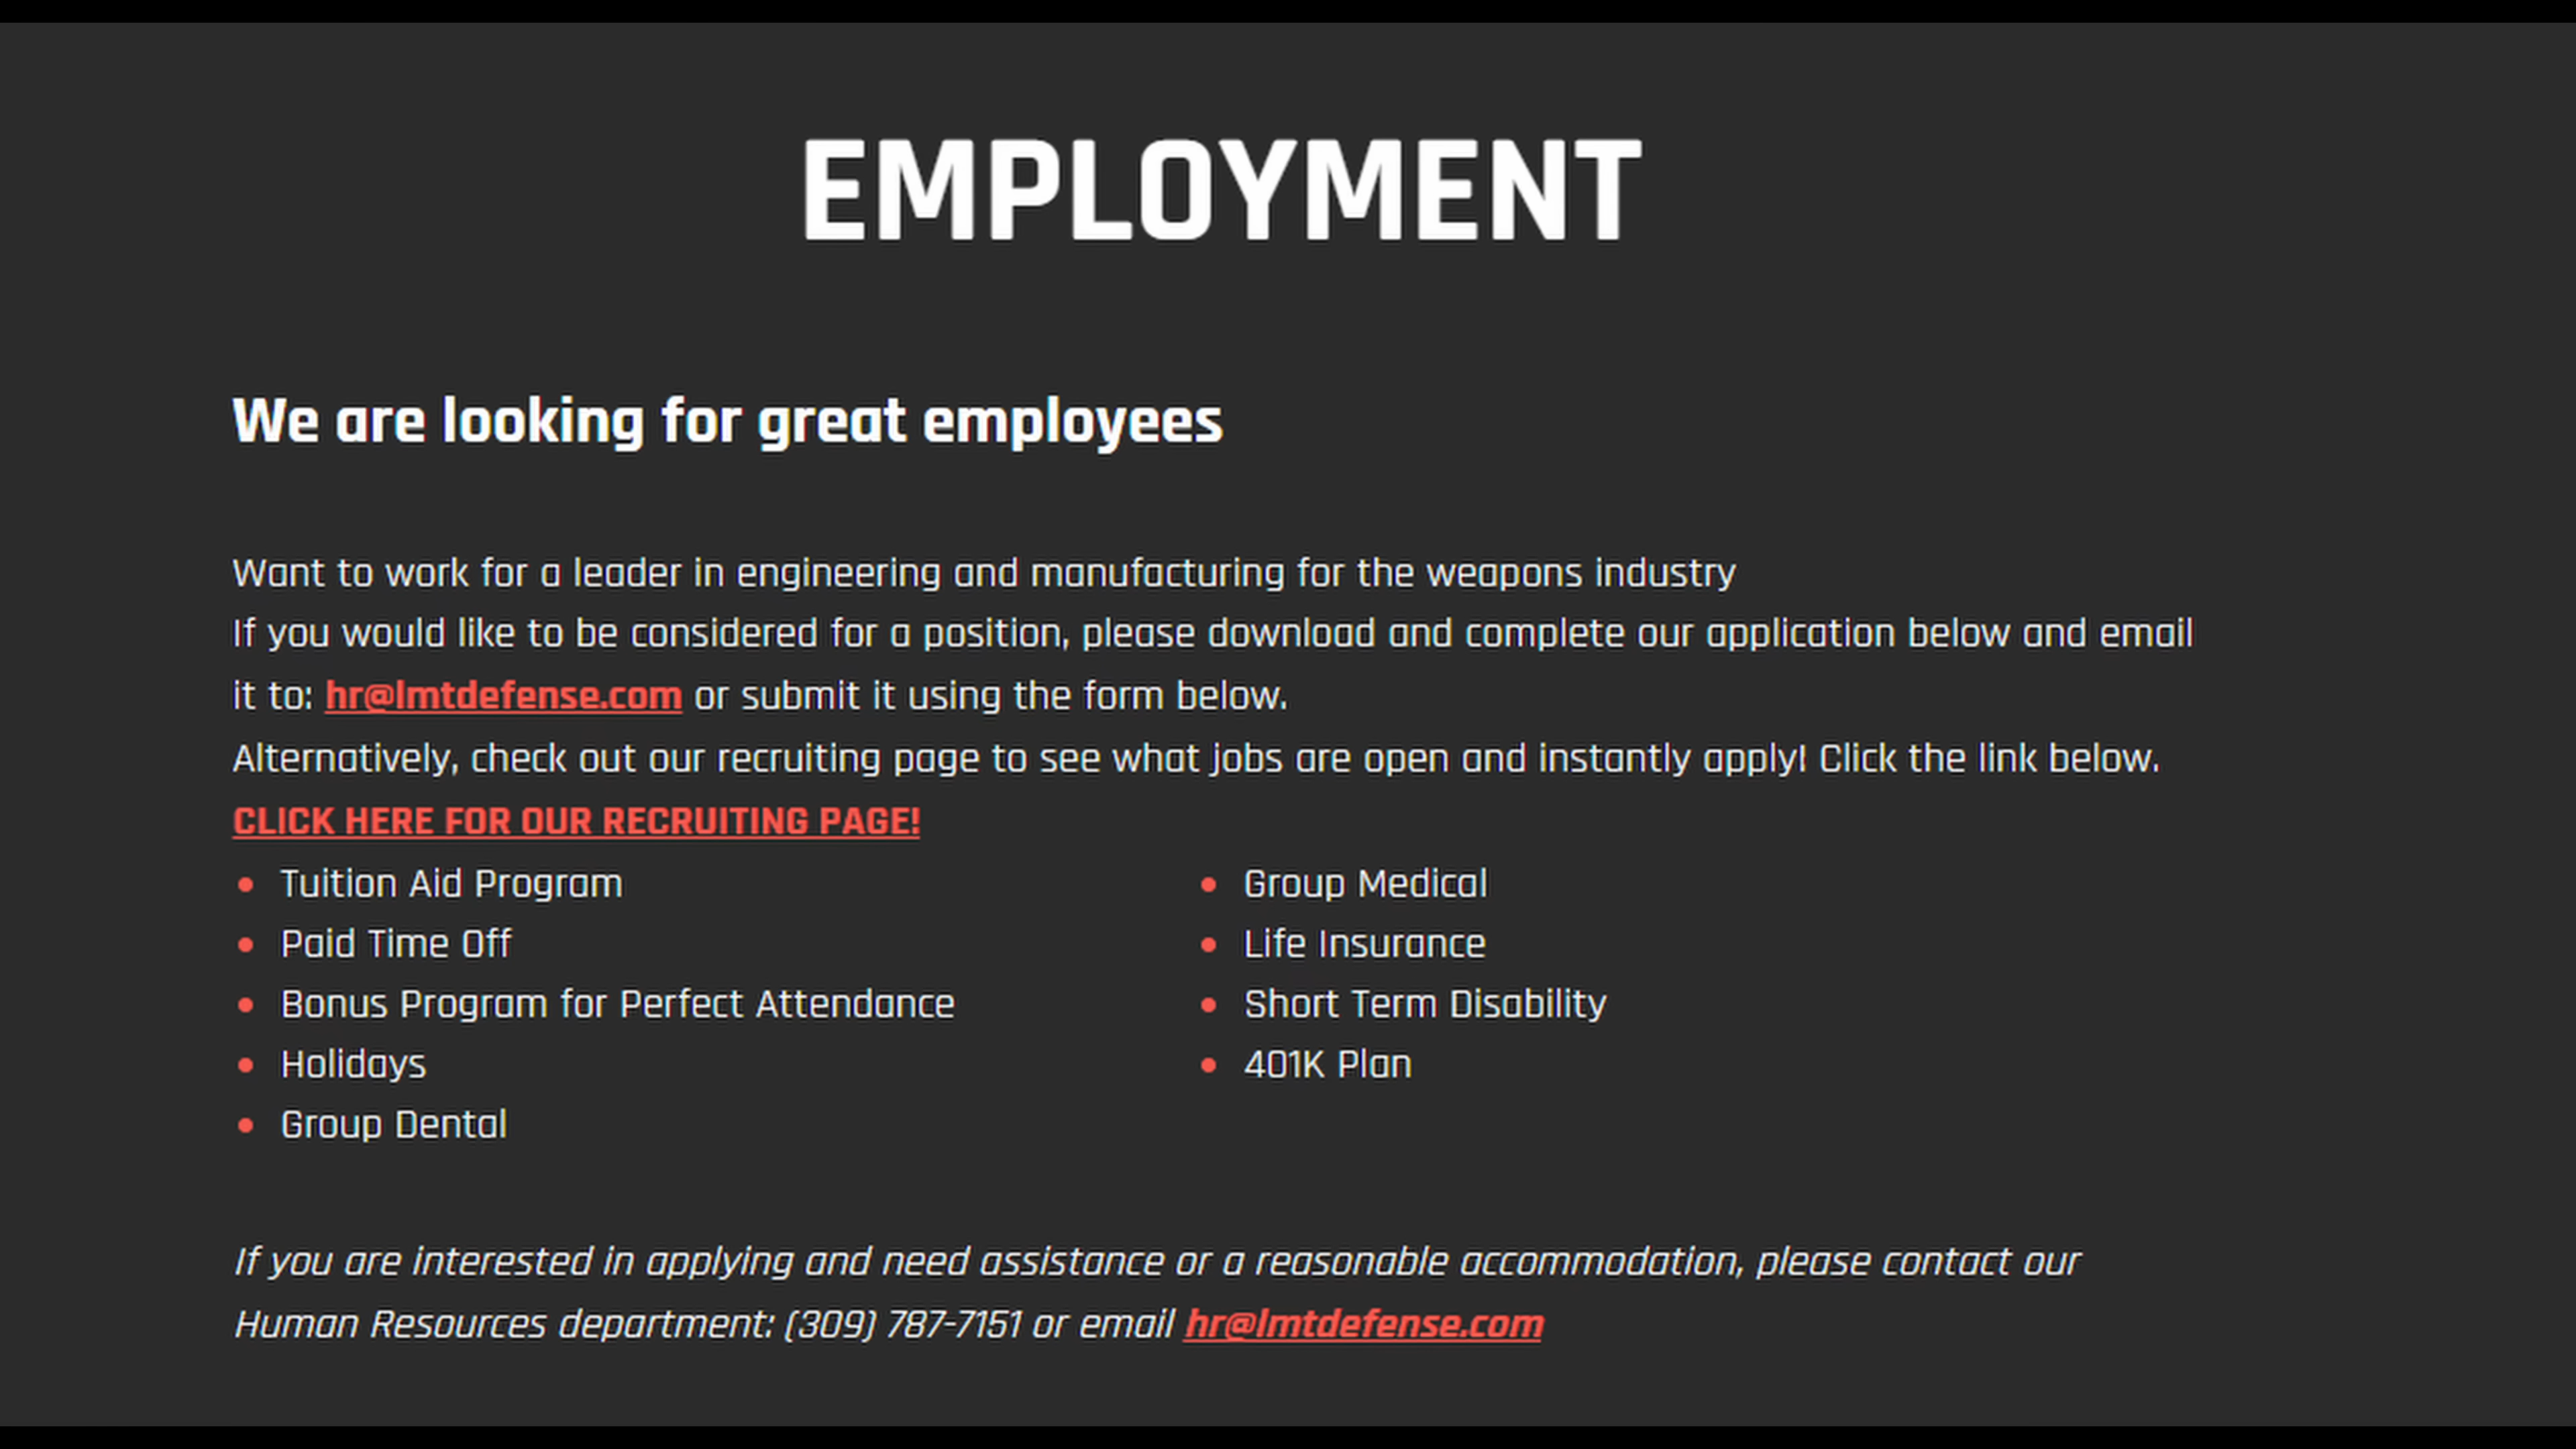 EMPLOYMENT
We are looking for great employees
Want to work for a leader in engineering and manufacturing for the weapons industry
If you would like to be considered for a position, please download and complete our application below and email
it to: hr@lmtdefense.com or submit it using the form below.
Alternatively, check out our recruiting page to see what jobs are open and instantly apply! Click the link below.
CLICK HERE FOR OUR RECRUITING PAGE!
Tuition Aid Program
Paid Time Off
Bonus Program for Perfect Attendance
Holidays
Group Dental
Group Medical
Life Insurance
Short Term Disability
401K Plan
If you are interested in applying and need assistance or a reasonable accommodation, please contact our
Human Resources department: (309) 787-7151 or email hr@lmtdefense.com